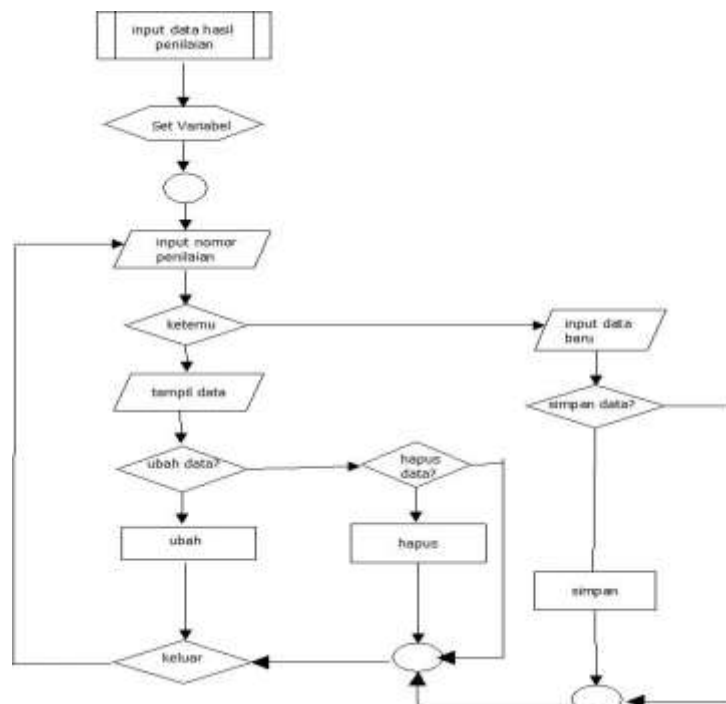 input data hasil
penilaian
Set Variabel
input nomor
penilaian
ketemu
input data
baru
tampil data
simpan data?
ubah data?
hapus
data?
ubah
hapus
simpan
keluar